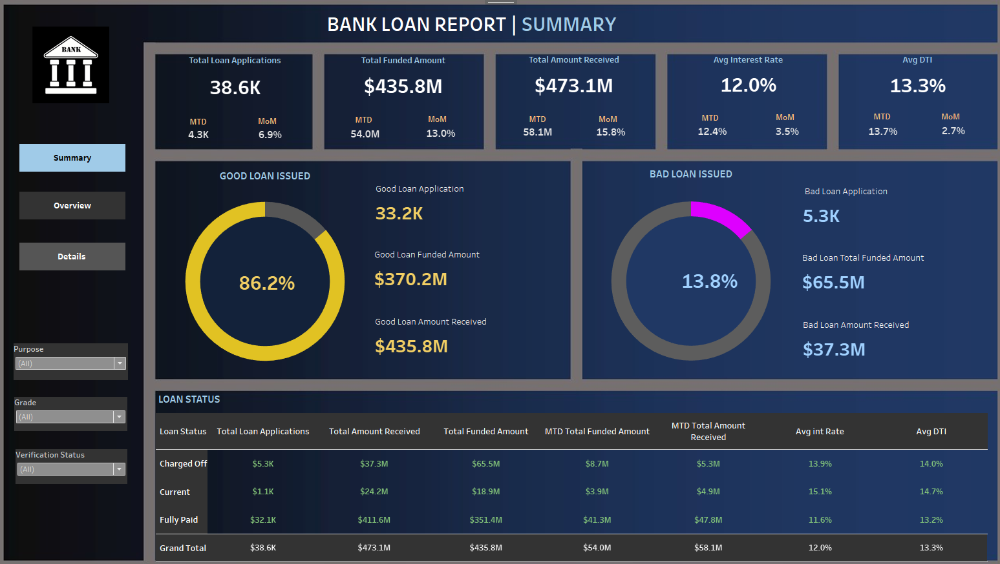 BANK LOAN REPORT | SUMMARY
BANK
Summary
Overview
Details
Purpose
(All)
Grade
(All)
Verification Status
(All)
Total Loan Applications
38.6K
MTD MoM
4.3K 6.9%
Total Funded Amount
$435.8M
MTD MoM
54.0M 13.0%
Total Amount Received
$473.1M
MTD MoM
58.1M 15.8%
Avg Interest Rate
12.0%
MTD MoM
12.4% 3.5%
Avg DTI
13.3%
MTD MoM
13.7% 2.7%
GOOD LOAN ISSUED
86.2%
Good Loan Application
33.2K
Good Loan Funded Amount
$370.2M
Good Loan Amount Received
$435.8M
BAD LOAN ISSUED
13.8%
Bad Loan Application
5.3K
Bad Loan Total Funded Amount
$65.5M
Bad Loan Amount Received
$37.3M
LOAN STATUS
Loan Status Total Loan Applications Total Amount Received Total Funded Amount MTD Total Funded Amount MTD Total Amount Received Avg int Rate Avg DTI
Charged Off $5.3K $37.3M $65.5M $8.7M $5.3M 13.9% 14.0%
Current $1.1K $24.2M $18.9M $3.9M $4.9M 15.1% 14.7%
Fully Paid $32.1K $411.6M $351.4M $41.3M $47.8M 11.6% 13.2%
Grand Total $38.6K $473.1M $435.8M $54.0M $58.1M 12.0% 13.3%